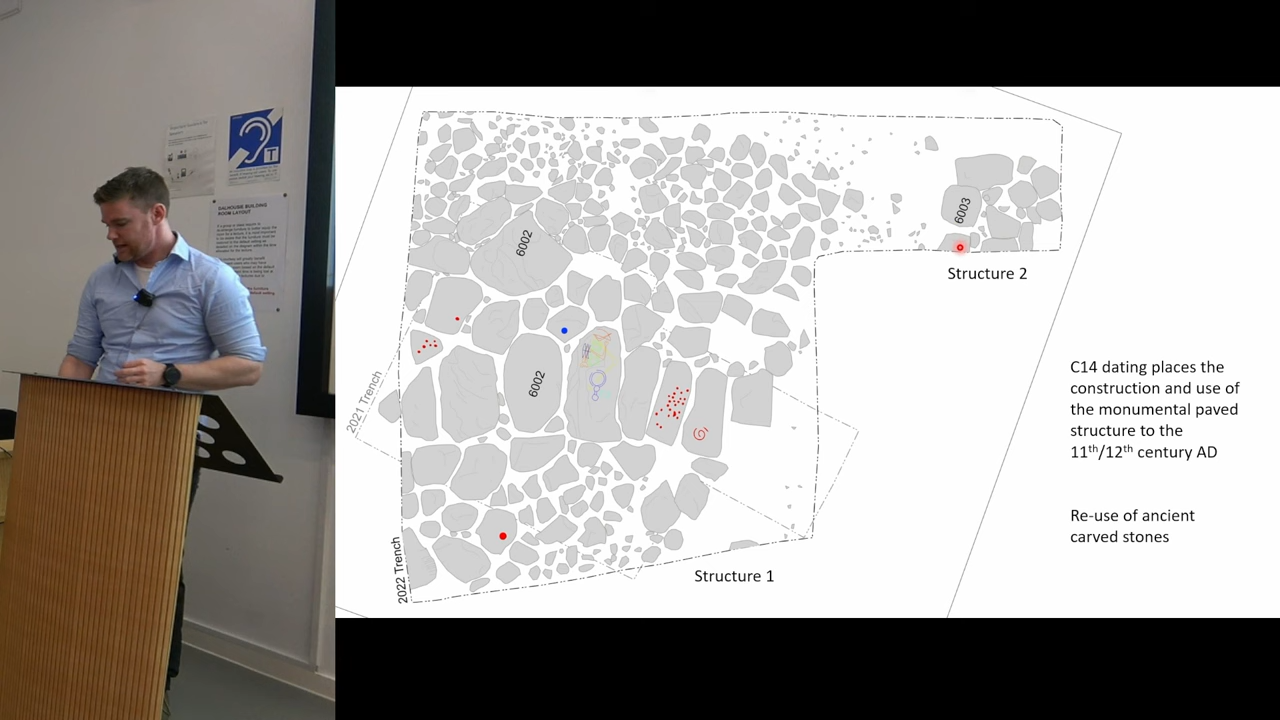 DALHOUSIE BUILDING
ROOM LAYOUT
T
6002
6003
Structure 2
2021 Trench
6002
C14 dating places the
construction and use of
the monumental paved
structure to the
11th/12th century AD
Re-use of ancient
carved stones
2022 Trench
Structure 1